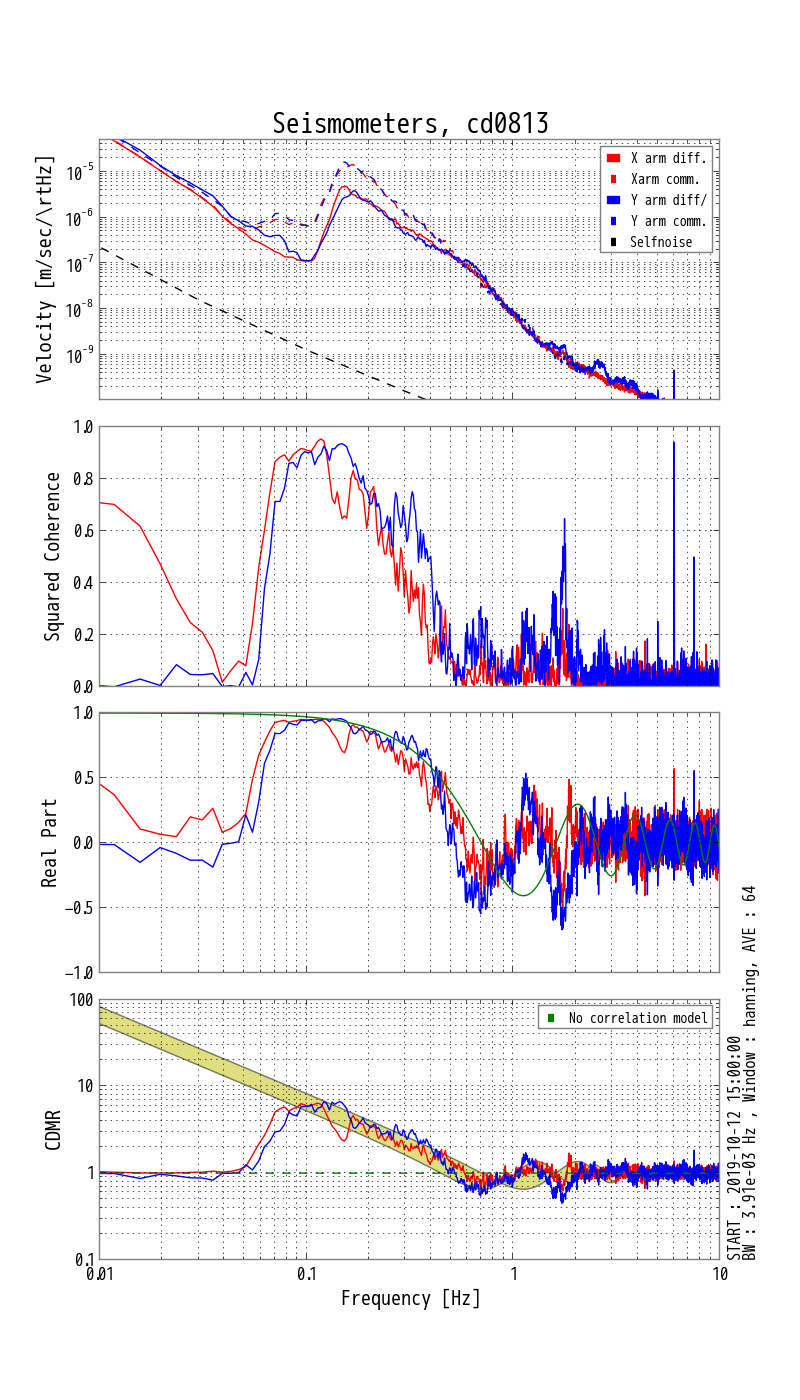 Seismometers, cd0813
Velocity [m/sec/\rtHz]
10^-5
10^-6
10^-7
10^-8
10^-9
X arm diff.
Xarm comm.
Y arm diff/
Y arm comm.
Selfnoise
Squared Coherence
1.0
0.8
0.6
0.4
0.2
0.0
Real Part
1.0
0.5
0.0
−0.5
−1.0
CDMR
100
10
1
0.1
No correlation model
0.01
0.1
1
10
Frequency [Hz]
START : 2019-10-12 15:00:00
BW : 3.91e-03 Hz , Window : hanning, AVE : 64